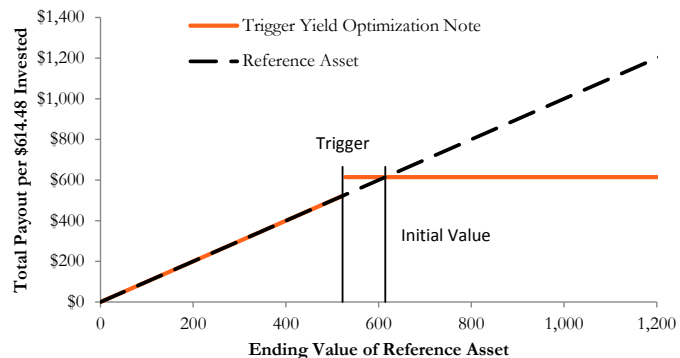 $1,400
$1,200
$1,000
$800
$600
$400
$200
$0
Total Payout per $614.48 Invested
Trigger Yield Optimization Note
Reference Asset
Trigger
Initial Value
0
200
400
600
800
1,000
1,200
Ending Value of Reference Asset